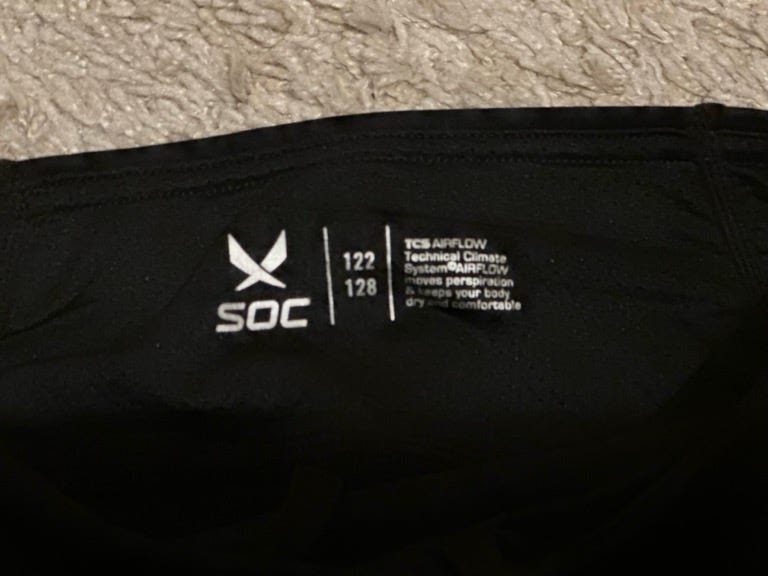 SOC
122
128
TCS AIRFLOW
Technical Climate
System®AIRFLOW
moves perspiration
& keeps your body
dry and comfortable